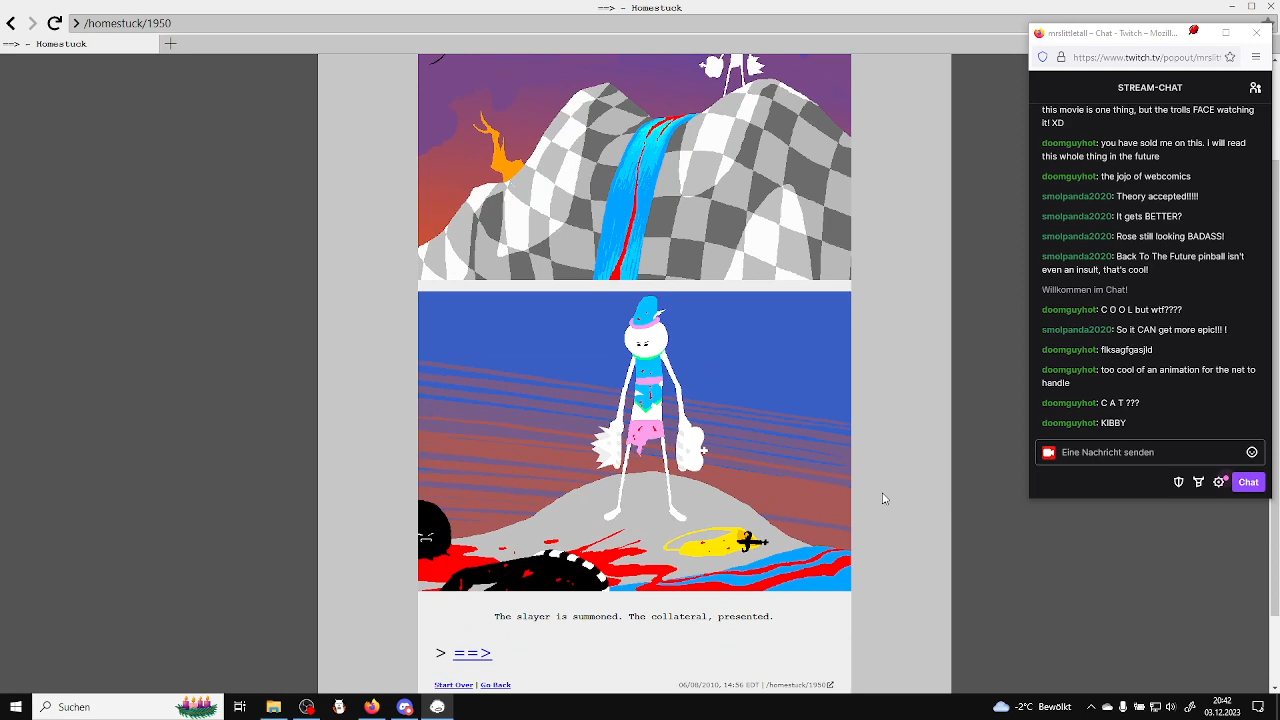 ==> - Homestuck
> /homestuck/1950
==> - Homestuck
mrslittletall – Chat - Twitch – Mozill...
https://www.twitch.tv/popout/mrslitt
STREAM-CHAT
this movie is one thing, but the trolls FACE watching
it! XD
doomguyhot: you have sold me on this. I will read
this whole thing in the future
doomguyhot: the jojo of webcomics
smolpanda2020: Theory accepted!!!!!
smolpanda2020: It gets BETTER?
smolpanda2020: Rose still looking BADASS!
smolpanda2020: Back To The Future pinball isn't
even an insult, that's cool!
Willkommen im Chat!
doomguyhot: C O O L but wtf????
smolpanda2020: So it CAN get more epic!!! !
doomguyhot: flksagfgasjld
doomguyhot: too cool of an animation for the net to
handle
doomguyhot: C A T ???
doomguyhot: KIBBY
Eine Nachricht senden
Chat
The slayer is summoned. The collateral, presented.
> ==>
Start Over | Go Back
06/08/2010, 14:56 EDT | /homestuck/1950
Suchen
-2°C Bewölkt
20:42
03.12.2023